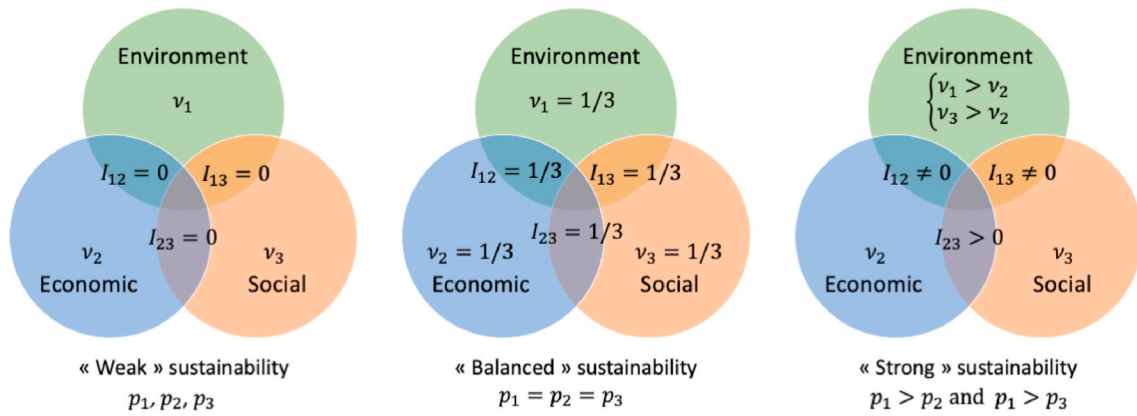 Environment
ν₁
I₁₂ = 0
I₁₃ = 0
I₂₃ = 0
ν₂
ν₃
Economic
Social
« Weak » sustainability
p₁, p₂, p₃
Environment
ν₁ = 1/3
I₁₂ = 1/3
I₁₃ = 1/3
I₂₃ = 1/3
ν₂ = 1/3
ν₃ = 1/3
Economic
Social
« Balanced » sustainability
p₁ = p₂ = p₃
Environment
{ν₁ > ν₂
ν₃ > ν₂
I₁₂ ≠ 0
I₁₃ ≠ 0
I₂₃ > 0
ν₂
ν₃
Economic
Social
« Strong » sustainability
p₁ > p₂ and p₁ > p₃